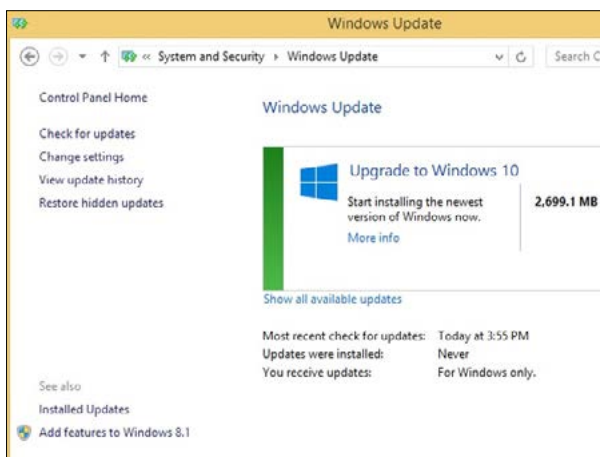 Windows Update
« System and Security › Windows Update
Search C
Control Panel Home
Check for updates
Change settings
View update history
Restore hidden updates
Windows Update
Upgrade to Windows 10
Start installing the newest
version of Windows now.
More info
2,699.1 MB
Show all available updates
Most recent check for updates: Today at 3:55 PM
Updates were installed: Never
You receive updates: For Windows only.
See also
Installed Updates
Add features to Windows 8.1